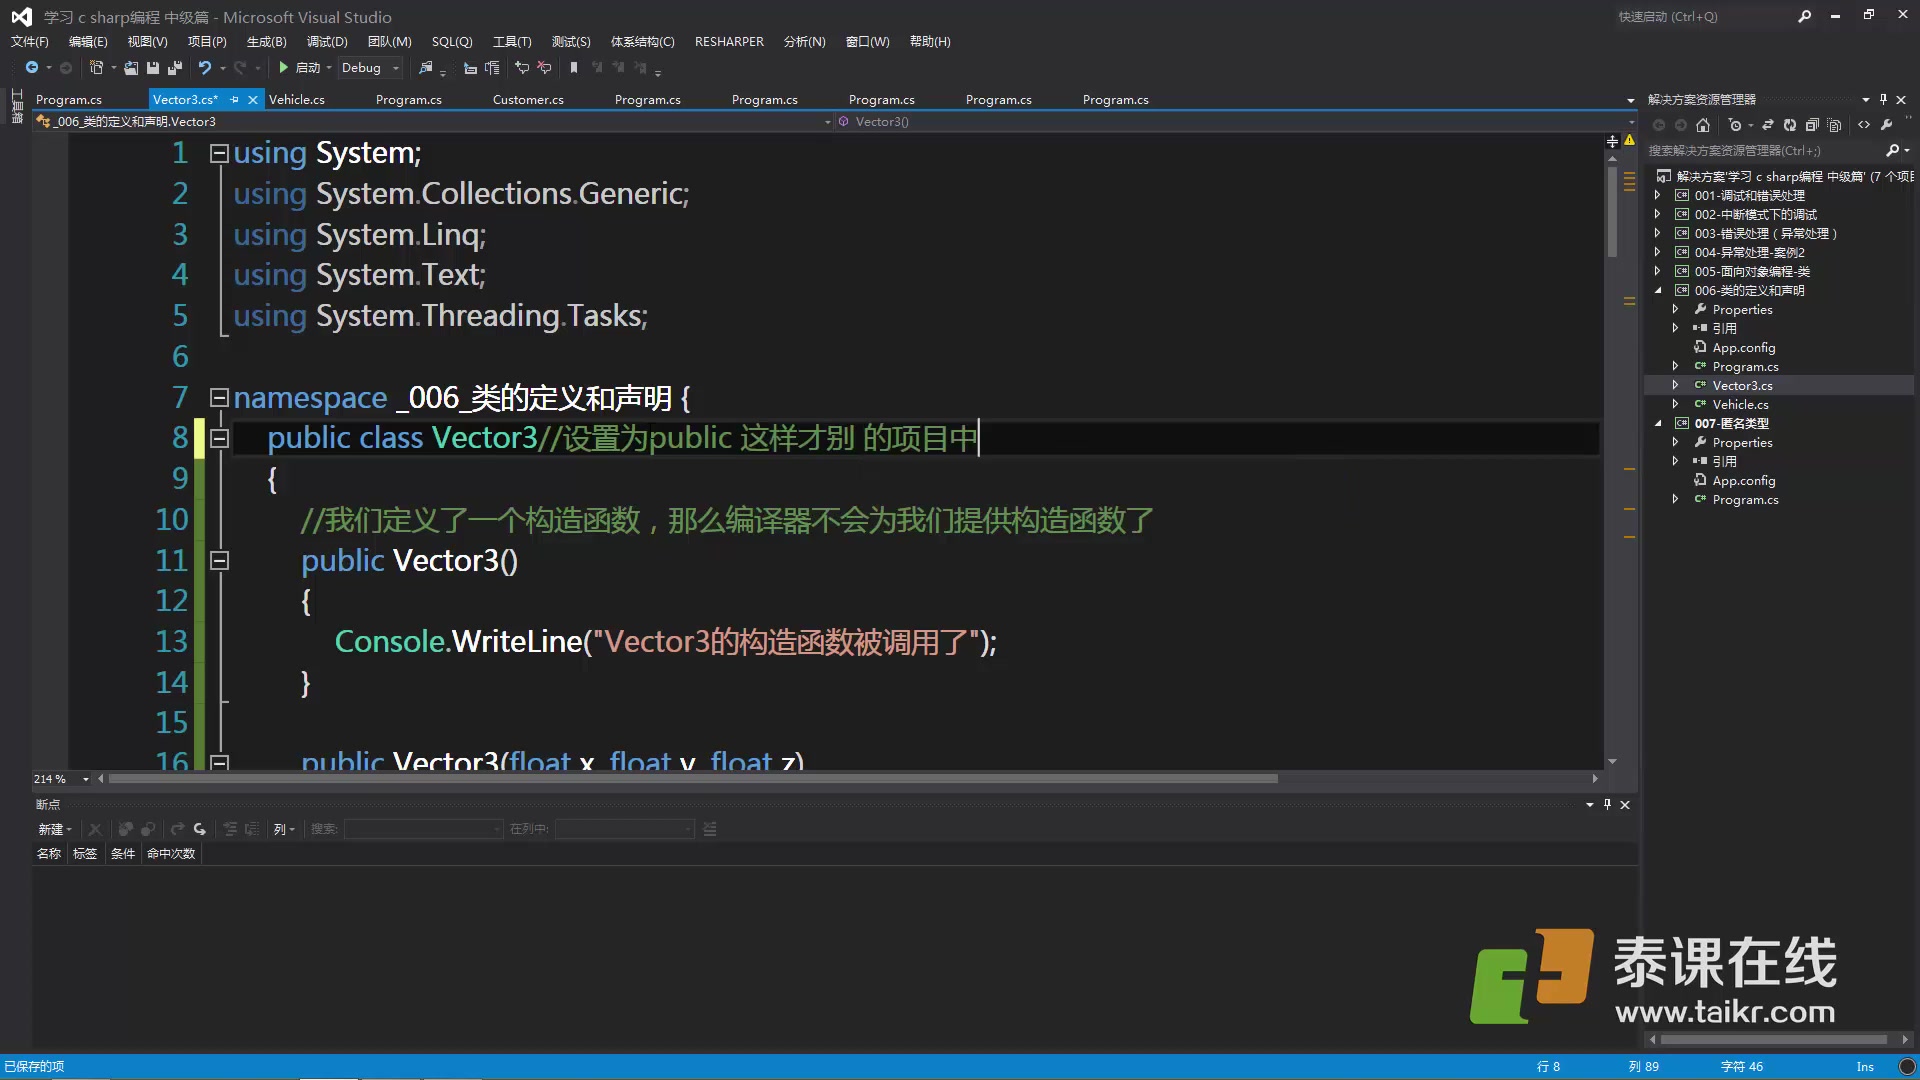 学习 c sharp编程 中级篇 - Microsoft Visual Studio
快速启动 (Ctrl+Q)
文件(F) 编辑(E) 视图(V) 项目(P) 生成(B) 调试(D) 团队(M) SQL(Q) 工具(T) 测试(S) 体系结构(C) RESHARPER 分析(N) 窗口(W) 帮助(H)
启动 Debug
工具箱
Program.cs Vector3.cs* Vehicle.cs Program.cs Customer.cs Program.cs Program.cs Program.cs Program.cs Program.cs
_006_类的定义和声明.Vector3 Vector3()
1 using System;
2 using System.Collections.Generic;
3 using System.Linq;
4 using System.Text;
5 using System.Threading.Tasks;
6
7 namespace _006_类的定义和声明 {
8 public class Vector3//设置为public 这样才别 的项目中
9 {
10 //我们定义了一个构造函数，那么编译器不会为我们提供构造函数了
11 public Vector3()
12 {
13 Console.WriteLine("Vector3的构造函数被调用了");
14 }
15
16 public Vector3(float x, float y, float z)
214 %
解决方案资源管理器
搜索解决方案资源管理器(Ctrl+;)
解决方案'学习 c sharp编程 中级篇' (7 个项目
001-调试和错误处理
002-中断模式下的调试
003-错误处理（异常处理）
004-异常处理-案例2
005-面向对象编程-类
006-类的定义和声明
Properties
引用
App.config
Program.cs
Vector3.cs
Vehicle.cs
007-匿名类型
Properties
引用
App.config
Program.cs
断点
新建 列 搜索: 在列中:
名称 标签 条件 命中次数
泰课在线
www.taikr.com
已保存的项 行 8 列 89 字符 46 Ins